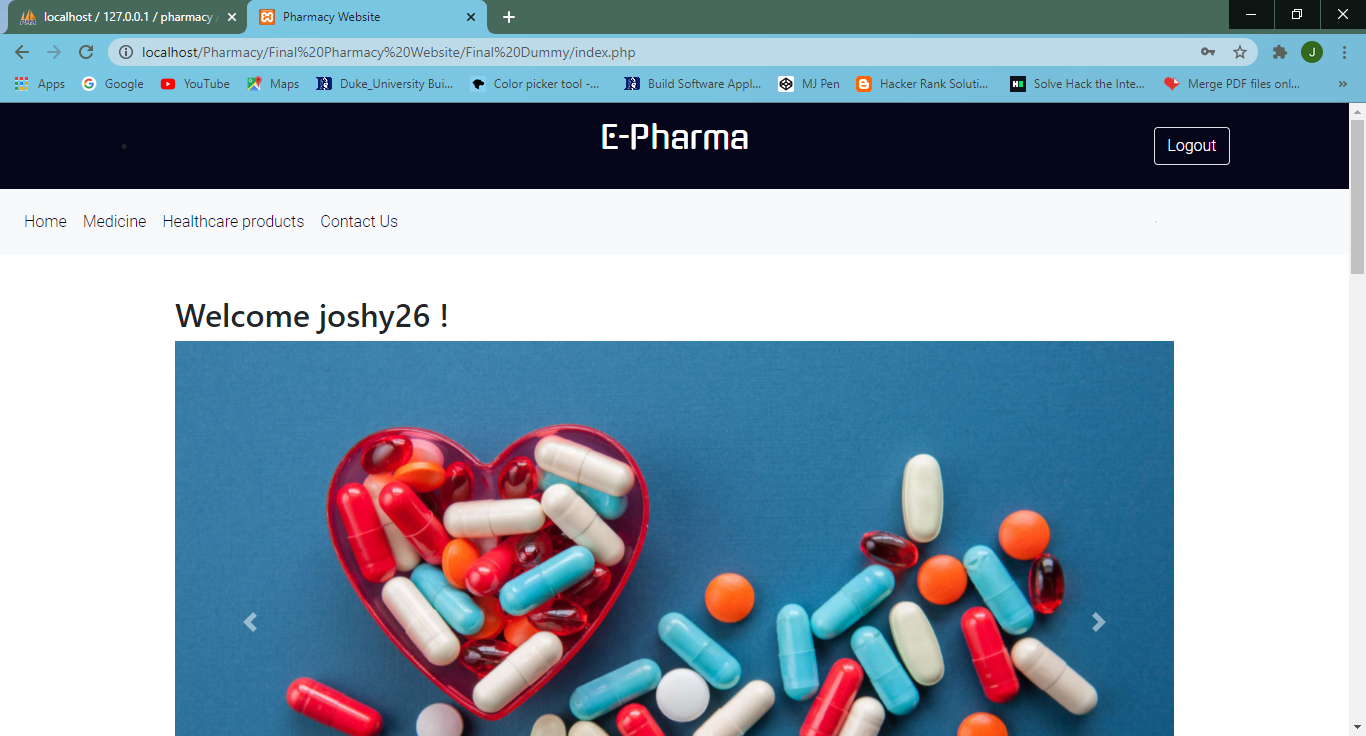 localhost / 127.0.0.1 / pharmacy /
Pharmacy Website
localhost/Pharmacy/Final%20Pharmacy%20Website/Final%20Dummy/index.php
J
Apps Google YouTube Maps Duke_University Bui... Color picker tool -... Build Software Appl... MJ Pen Hacker Rank Soluti... Solve Hack the Inte... Merge PDF files onl... »
E-Pharma
Logout
Home Medicine Healthcare products Contact Us
Welcome joshy26 !